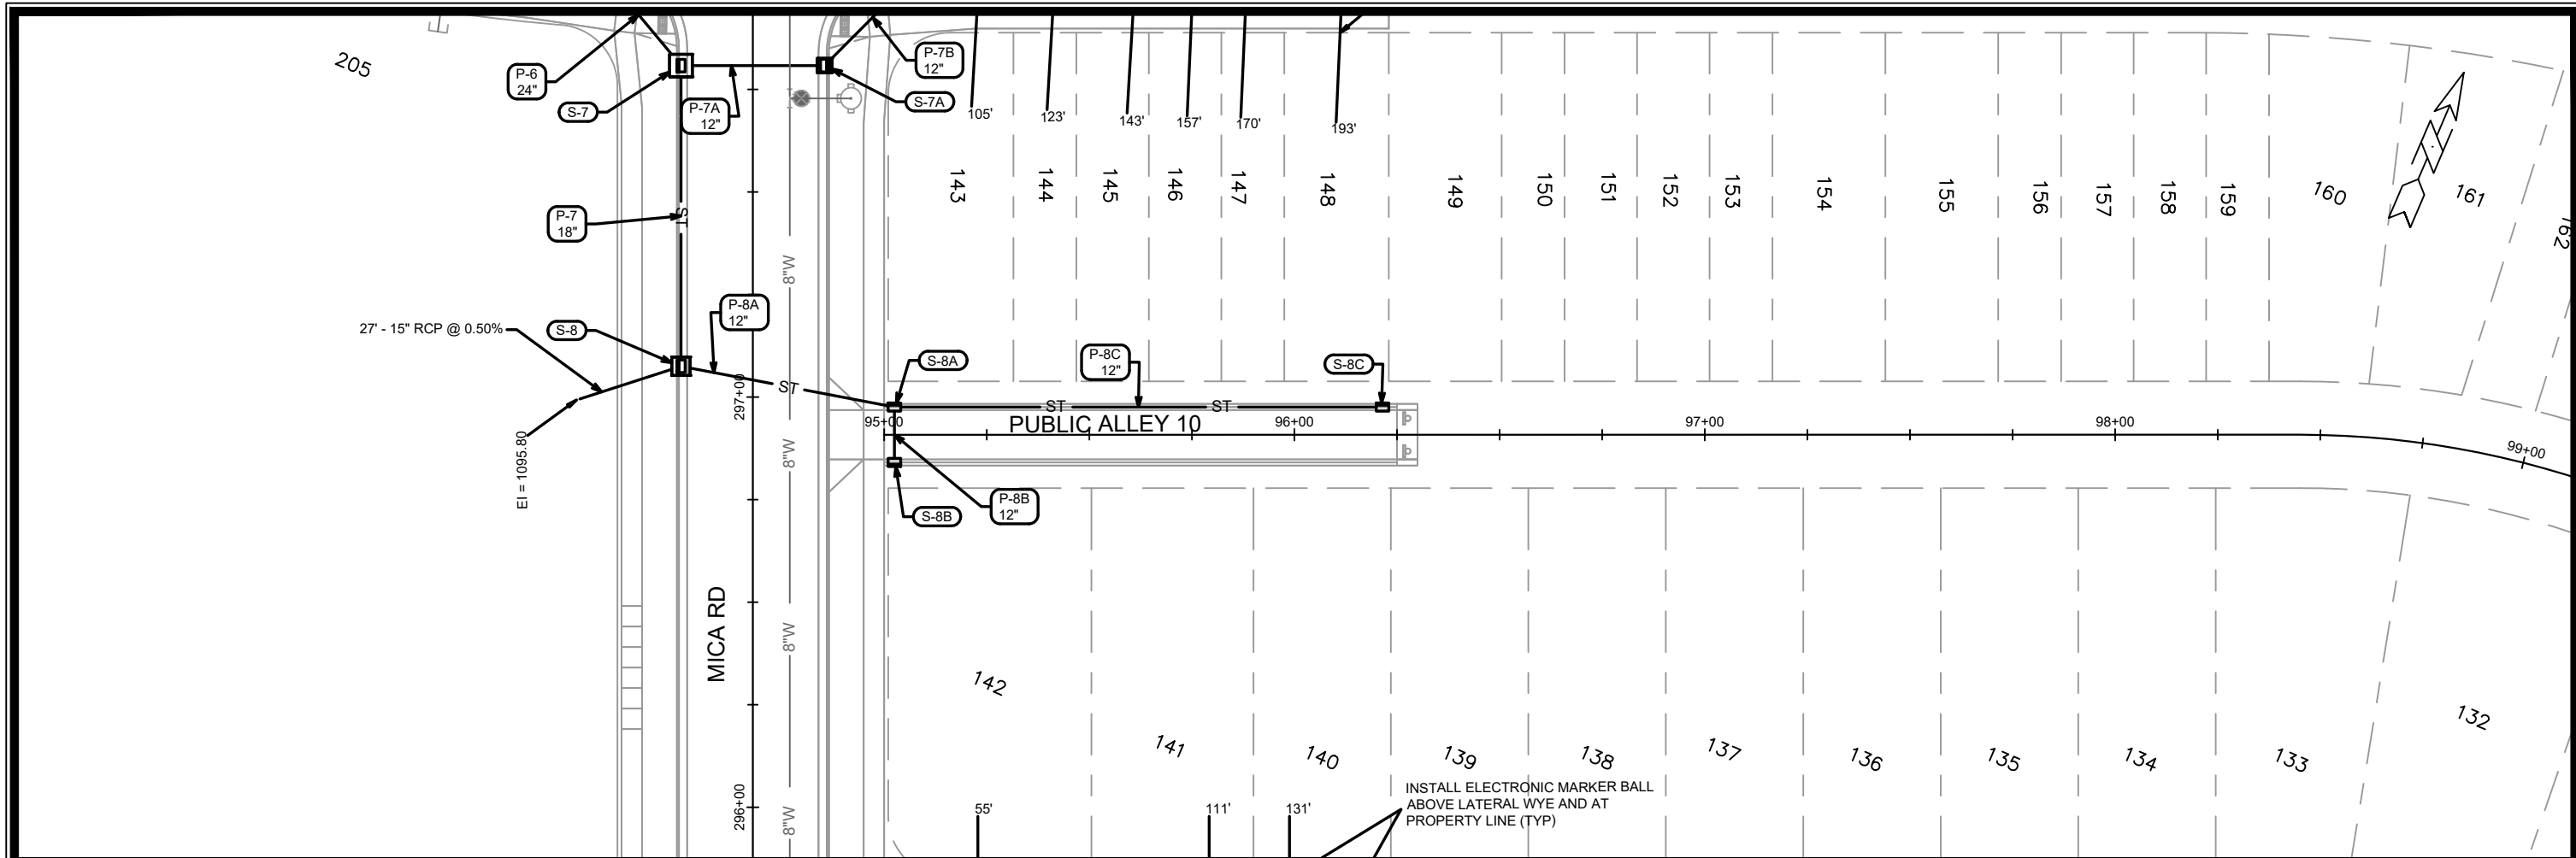 205
P-6
24"
S-7
P-7A
12"
P-7B
12"
S-7A
105'
123'
143'
157'
170'
193'
143
144
145
146
147
148
149
150
151
152
153
154
155
156
157
158
159
160
161
P-7
18"
ST
8"W
27' - 15" RCP @ 0.50%
S-8
P-8A
12"
ST
297+00
S-8A
P-8C
12"
S-8C
95+00
ST
ST
PUBLIC ALLEY 10
96+00
97+00
98+00
99+00
EI = 1095.80
8"W
S-8B
P-8B
12"
MICA RD
8"W
142
141
140
139
138
137
136
135
134
133
132
296+00
8"W
55'
111'
131'
INSTALL ELECTRONIC MARKER BALL
ABOVE LATERAL WYE AND AT
PROPERTY LINE (TYP)